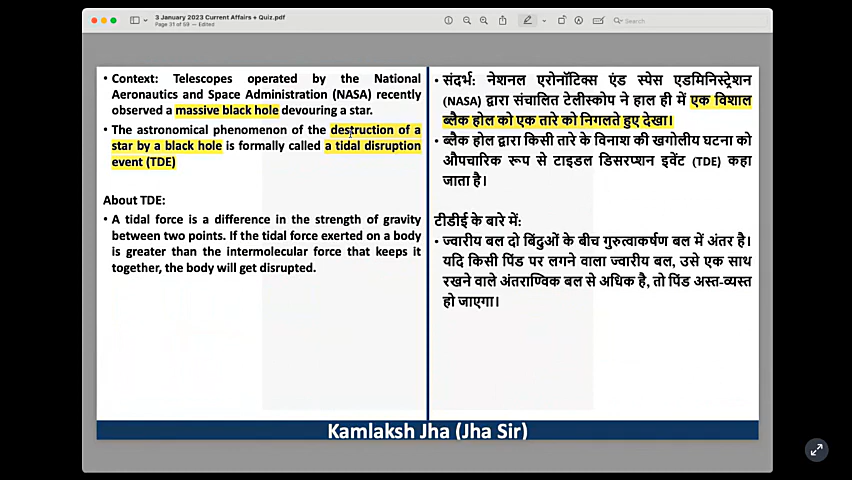 3 January 2023 Current Affairs + Quiz.pdf
Page 31 of 59 — Edited
Search
• Context: Telescopes operated by the National
Aeronautics and Space Administration (NASA) recently
observed a massive black hole devouring a star.
• The astronomical phenomenon of the destruction of a
star by a black hole is formally called a tidal disruption
event (TDE)
About TDE:
• A tidal force is a difference in the strength of gravity
between two points. If the tidal force exerted on a body
is greater than the intermolecular force that keeps it
together, the body will get disrupted.
• संदर्भ: नेशनल एरोनॉटिक्स एंड स्पेस एडमिनिस्ट्रेशन
(NASA) द्वारा संचालित टेलीस्कोप ने हाल ही में एक विशाल
ब्लैक होल को एक तारे को निगलते हुए देखा।
• ब्लैक होल द्वारा किसी तारे के विनाश की खगोलीय घटना को
औपचारिक रूप से टाइडल डिसरप्शन इवेंट (TDE) कहा
जाता है।
टीडीई के बारे में:
• ज्वारीय बल दो बिंदुओं के बीच गुरुत्वाकर्षण बल में अंतर है।
यदि किसी पिंड पर लगने वाला ज्वारीय बल, उसे एक साथ
रखने वाले अंतराण्विक बल से अधिक है, तो पिंड अस्त-व्यस्त
हो जाएगा।
Kamlaksh Jha (Jha Sir)